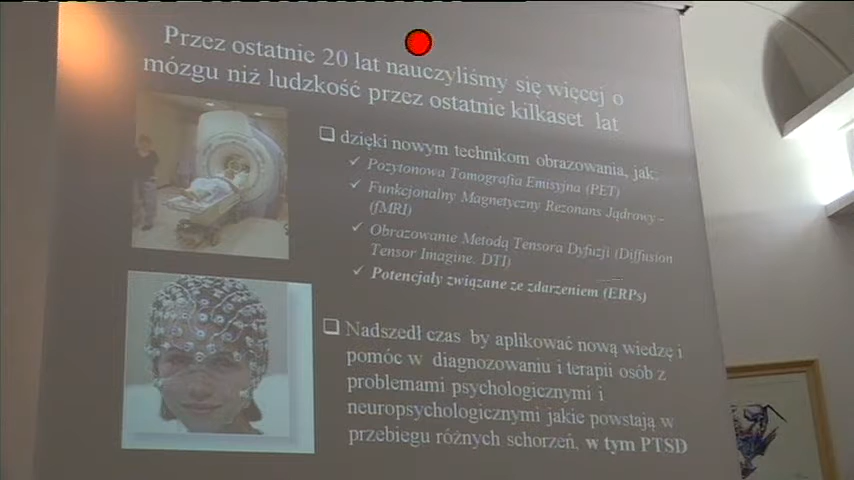 Przez ostatnie 20 lat nauczyliśmy się więcej o
mózgu niż ludzkość przez ostatnie kilkaset lat
dzięki nowym technikom obrazowania, jak:
Pozytonowa Tomografia Emisyjna (PET)
Funkcjonalny Magnetyczny Rezonans Jądrowy –
(fMRI)
Obrazowanie Metodą Tensora Dyfuzji (Diffusion
Tensor Imagine. DTI)
Potencjały związane ze zdarzeniem (ERPs)
Nadszedł czas by aplikować nową wiedzę i
pomóc w diagnozowaniu i terapii osób z
problemami psychologicznymi i
neuropsychologicznymi jakie powstają w
przebiegu różnych schorzeń, w tym PTSD